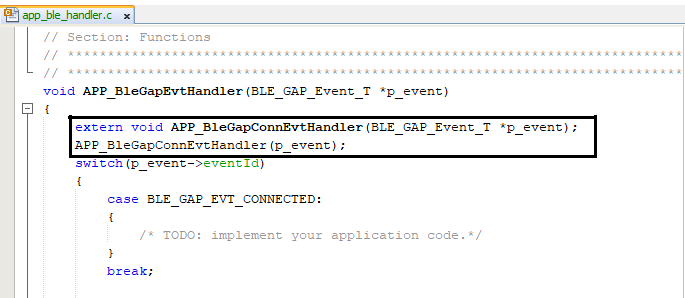 app_ble_handler.c x
// Section: Functions
// *****************************************************************************
// *****************************************************************************
void APP_BleGapEvtHandler(BLE_GAP_Event_T *p_event)
{
extern void APP_BleGapConnEvtHandler(BLE_GAP_Event_T *p_event);
APP_BleGapConnEvtHandler(p_event);
switch(p_event->eventId)
{
case BLE_GAP_EVT_CONNECTED:
{
/* TODO: implement your application code.*/
}
break;